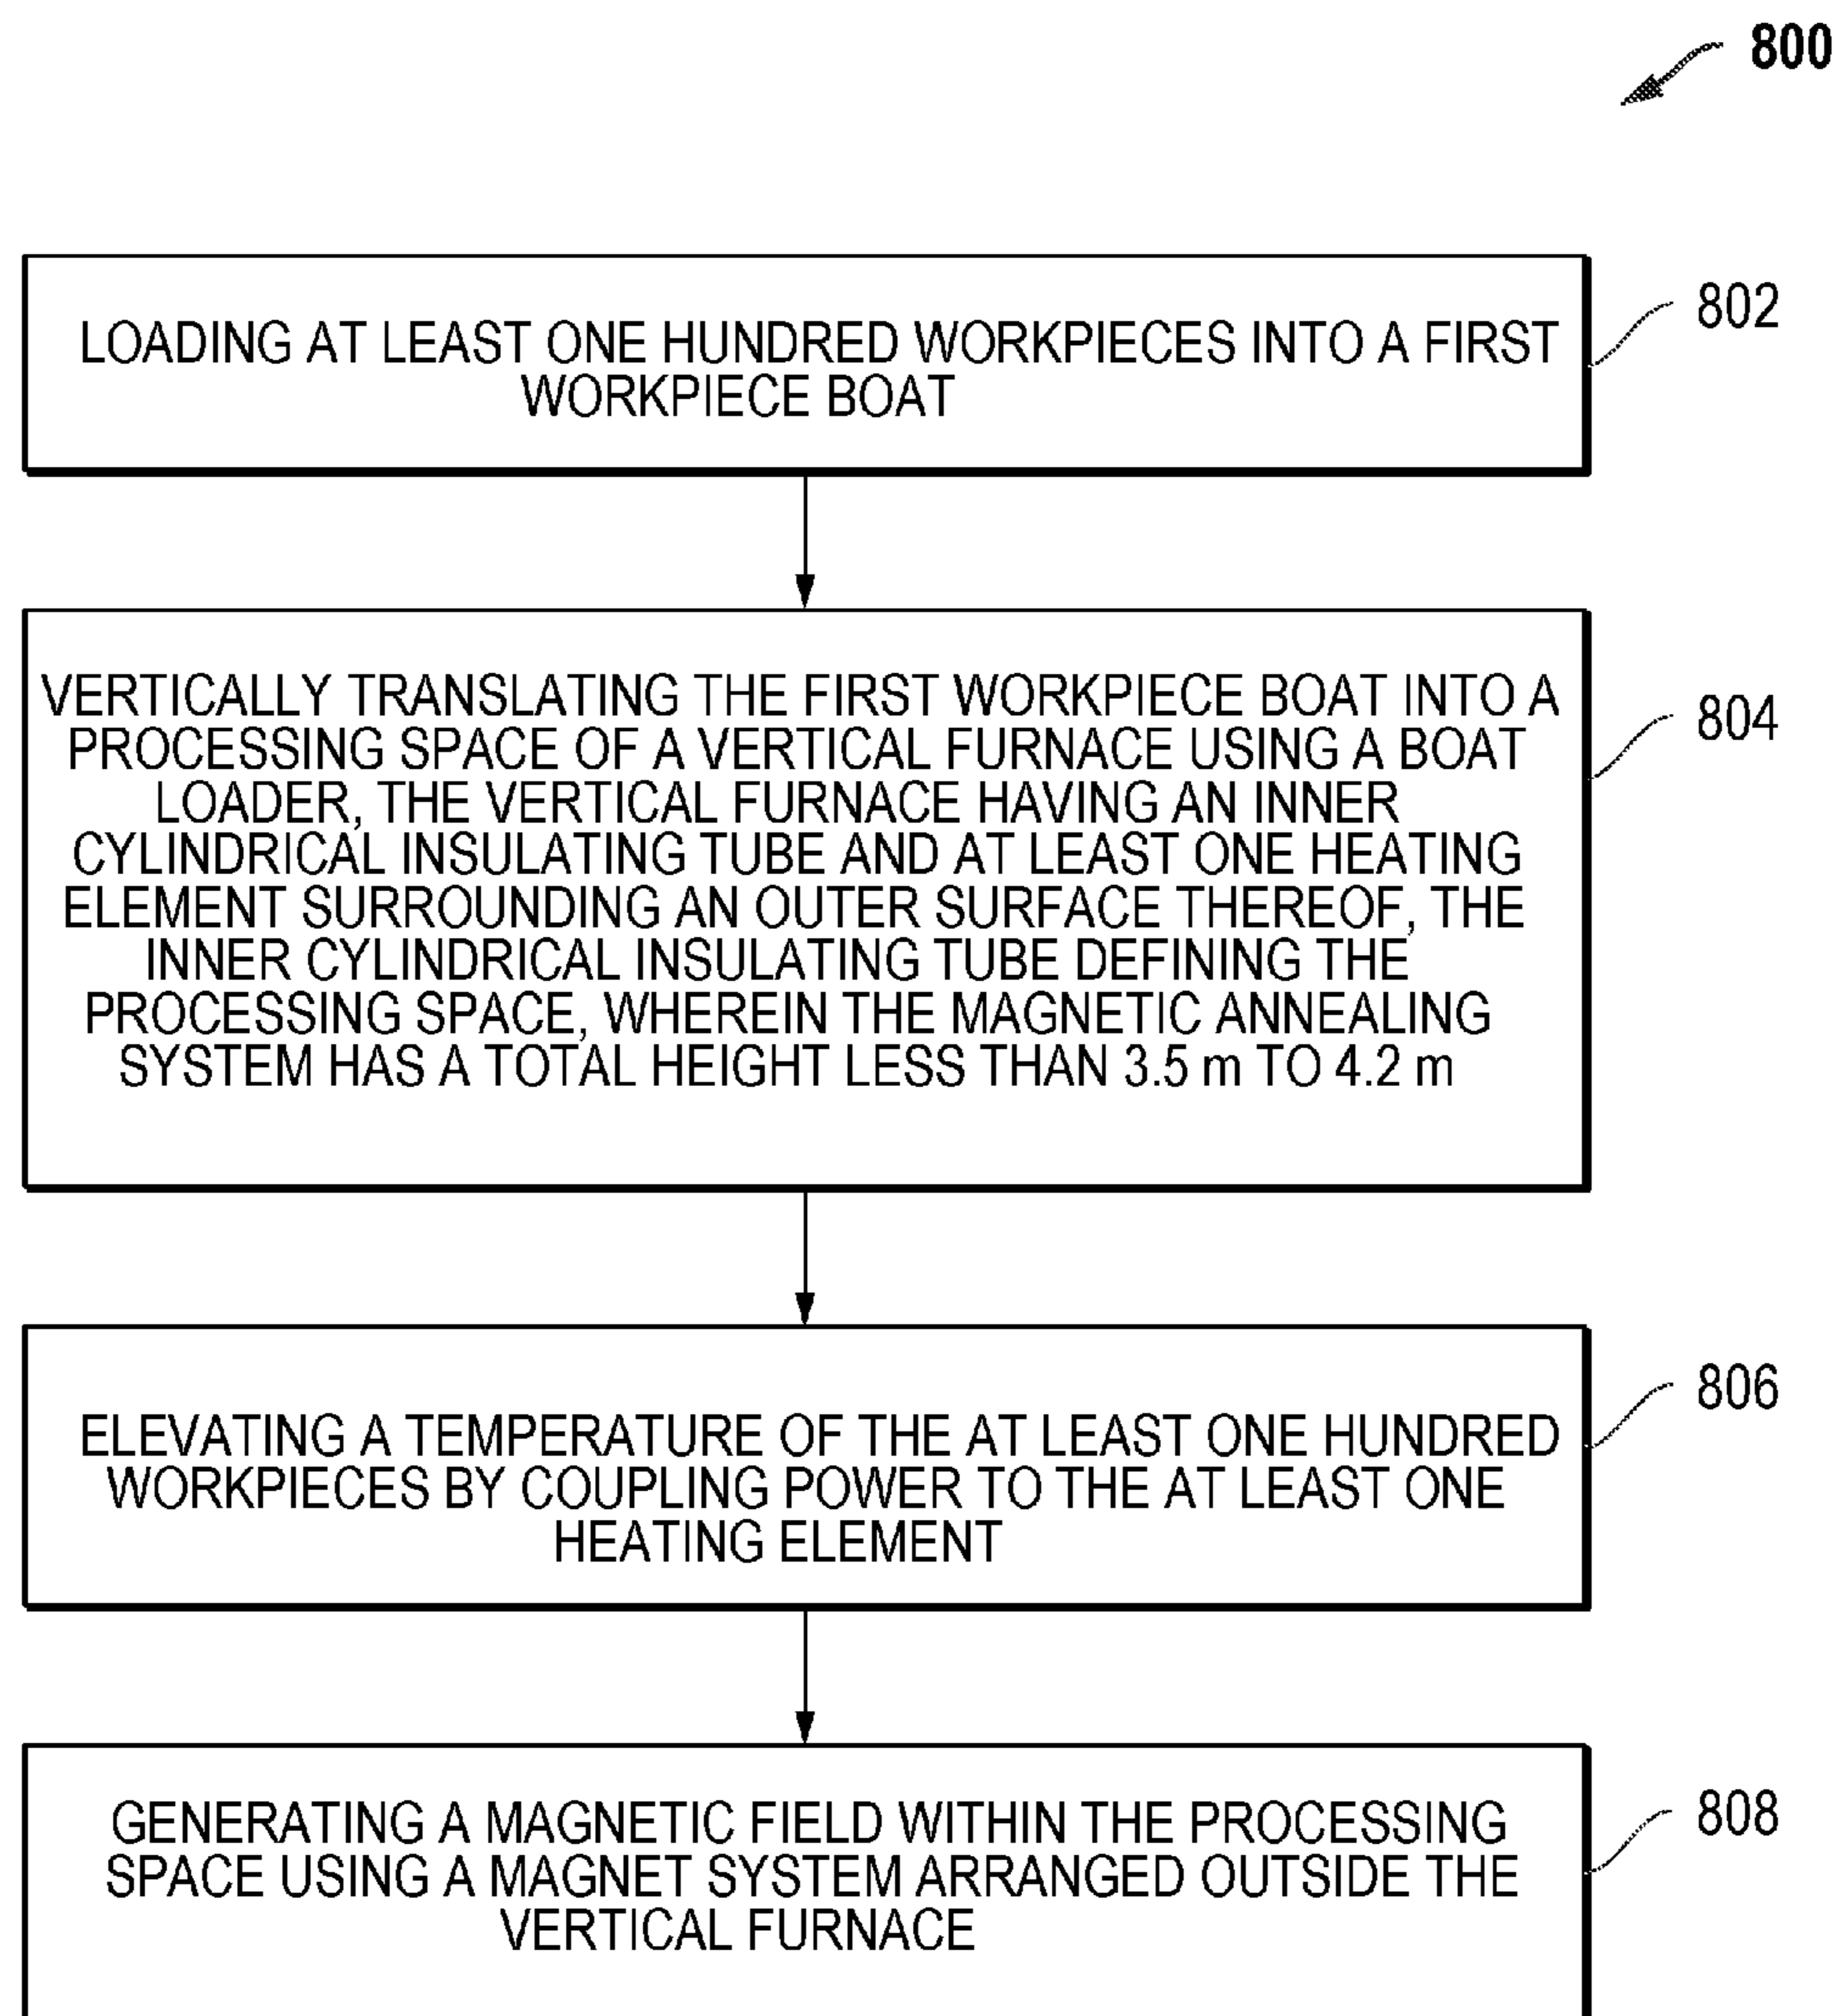 800
LOADING AT LEAST ONE HUNDRED WORKPIECES INTO A FIRST
WORKPIECE BOAT
802
VERTICALLY TRANSLATING THE FIRST WORKPIECE BOAT INTO A
PROCESSING SPACE OF A VERTICAL FURNACE USING A BOAT
LOADER, THE VERTICAL FURNACE HAVING AN INNER
CYLINDRICAL INSULATING TUBE AND AT LEAST ONE HEATING
ELEMENT SURROUNDING AN OUTER SURFACE THEREOF, THE
INNER CYLINDRICAL INSULATING TUBE DEFINING THE
PROCESSING SPACE, WHEREIN THE MAGNETIC ANNEALING
SYSTEM HAS A TOTAL HEIGHT LESS THAN 3.5 m TO 4.2 m
804
ELEVATING A TEMPERATURE OF THE AT LEAST ONE HUNDRED
WORKPIECES BY COUPLING POWER TO THE AT LEAST ONE
HEATING ELEMENT
806
GENERATING A MAGNETIC FIELD WITHIN THE PROCESSING
SPACE USING A MAGNET SYSTEM ARRANGED OUTSIDE THE
VERTICAL FURNACE
808